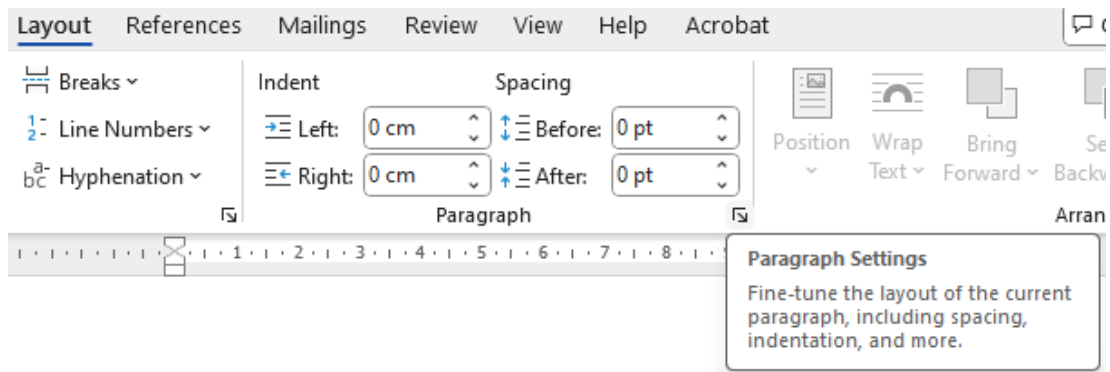 Layout References Mailings Review View Help Acrobat
Breaks Indent Spacing
Line Numbers Left: 0 cm Before: 0 pt Position Wrap Text Bring Forward
Hyphenation Right: 0 cm After: 0 pt
Paragraph
1 2 3 4 5 6 7 8
Paragraph Settings
Fine-tune the layout of the current
paragraph, including spacing,
indentation, and more.